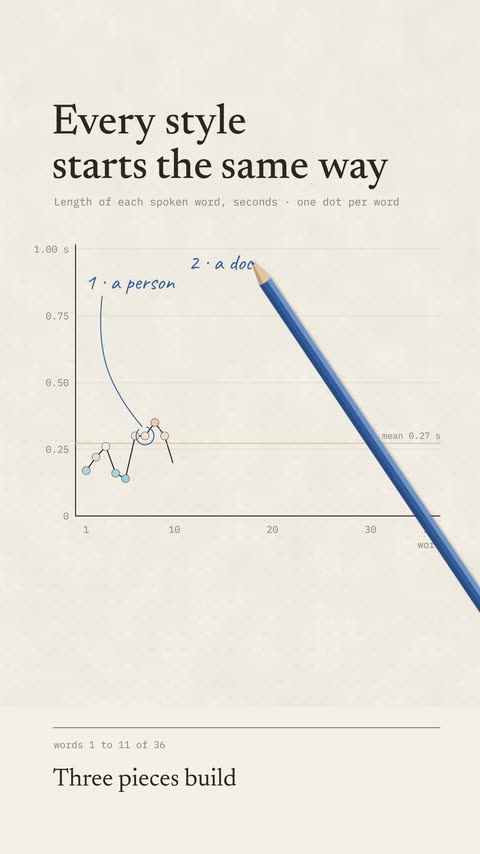 Every style
starts the same way
Length of each spoken word, seconds · one dot per word
1.00 s
2 · a doc
1 · a person
0.75
0.50
mean 0.27 s
0.25
0
1
10
20
30
words 1 to 11 of 36
Three pieces build